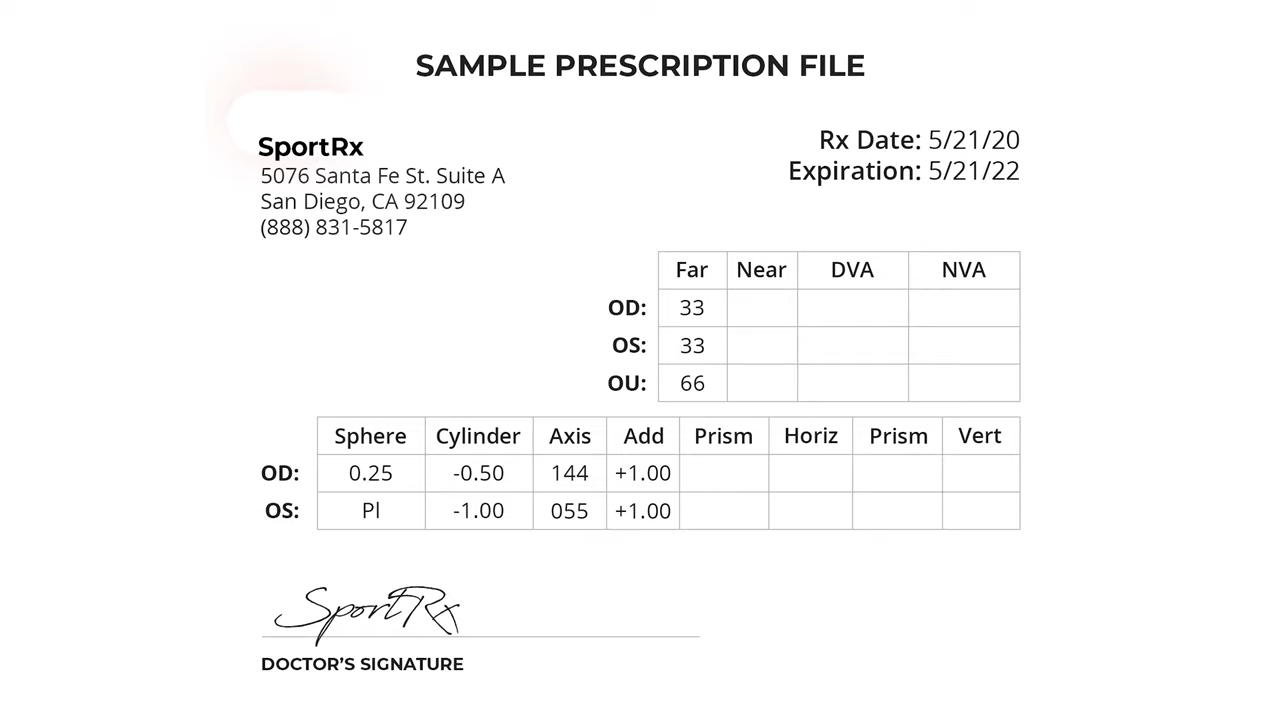 SAMPLE PRESCRIPTION FILE
SportRx
5076 Santa Fe St. Suite A
San Diego, CA 92109
(888) 831-5817
Rx Date: 5/21/20
Expiration: 5/21/22
Far Near DVA NVA
OD: 33
OS: 33
OU: 66
Sphere Cylinder Axis Add Prism Horiz Prism Vert
OD: 0.25 -0.50 144 +1.00
OS: Pl -1.00 055 +1.00
SportRx
DOCTOR’S SIGNATURE